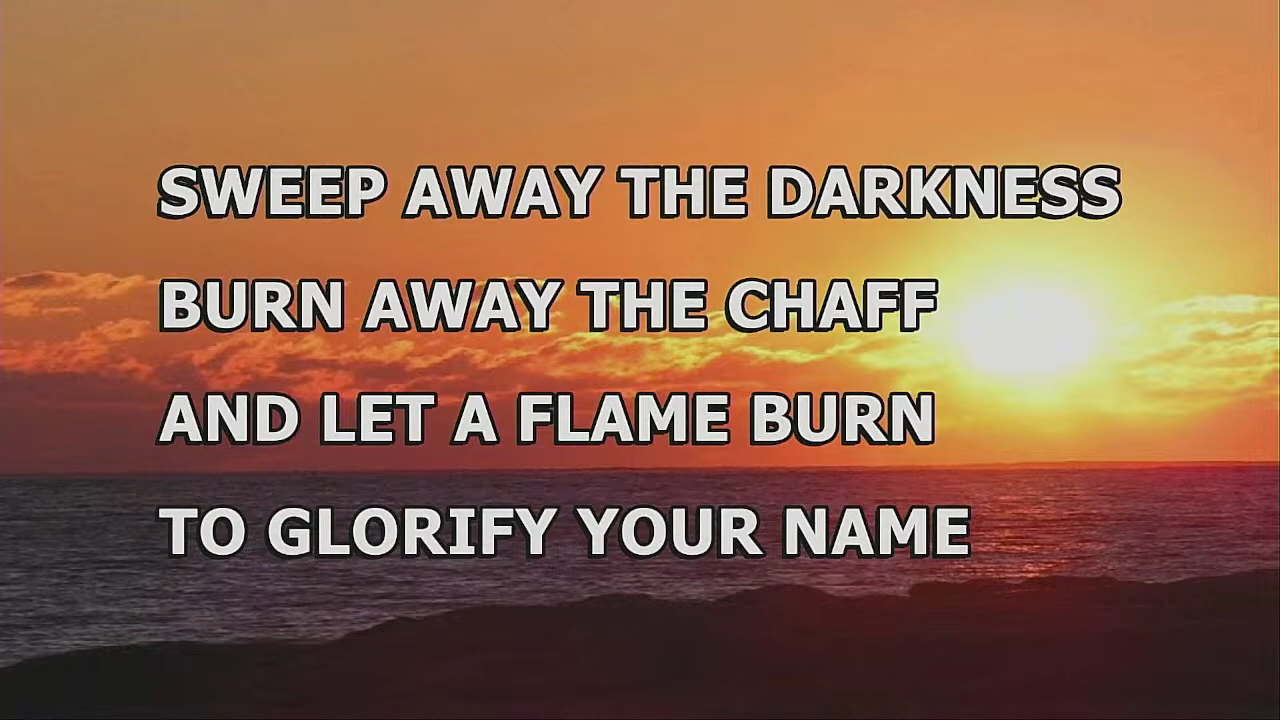 SWEEP AWAY THE DARKNESS
BURN AWAY THE CHAFF
AND LET A FLAME BURN
TO GLORIFY YOUR NAME